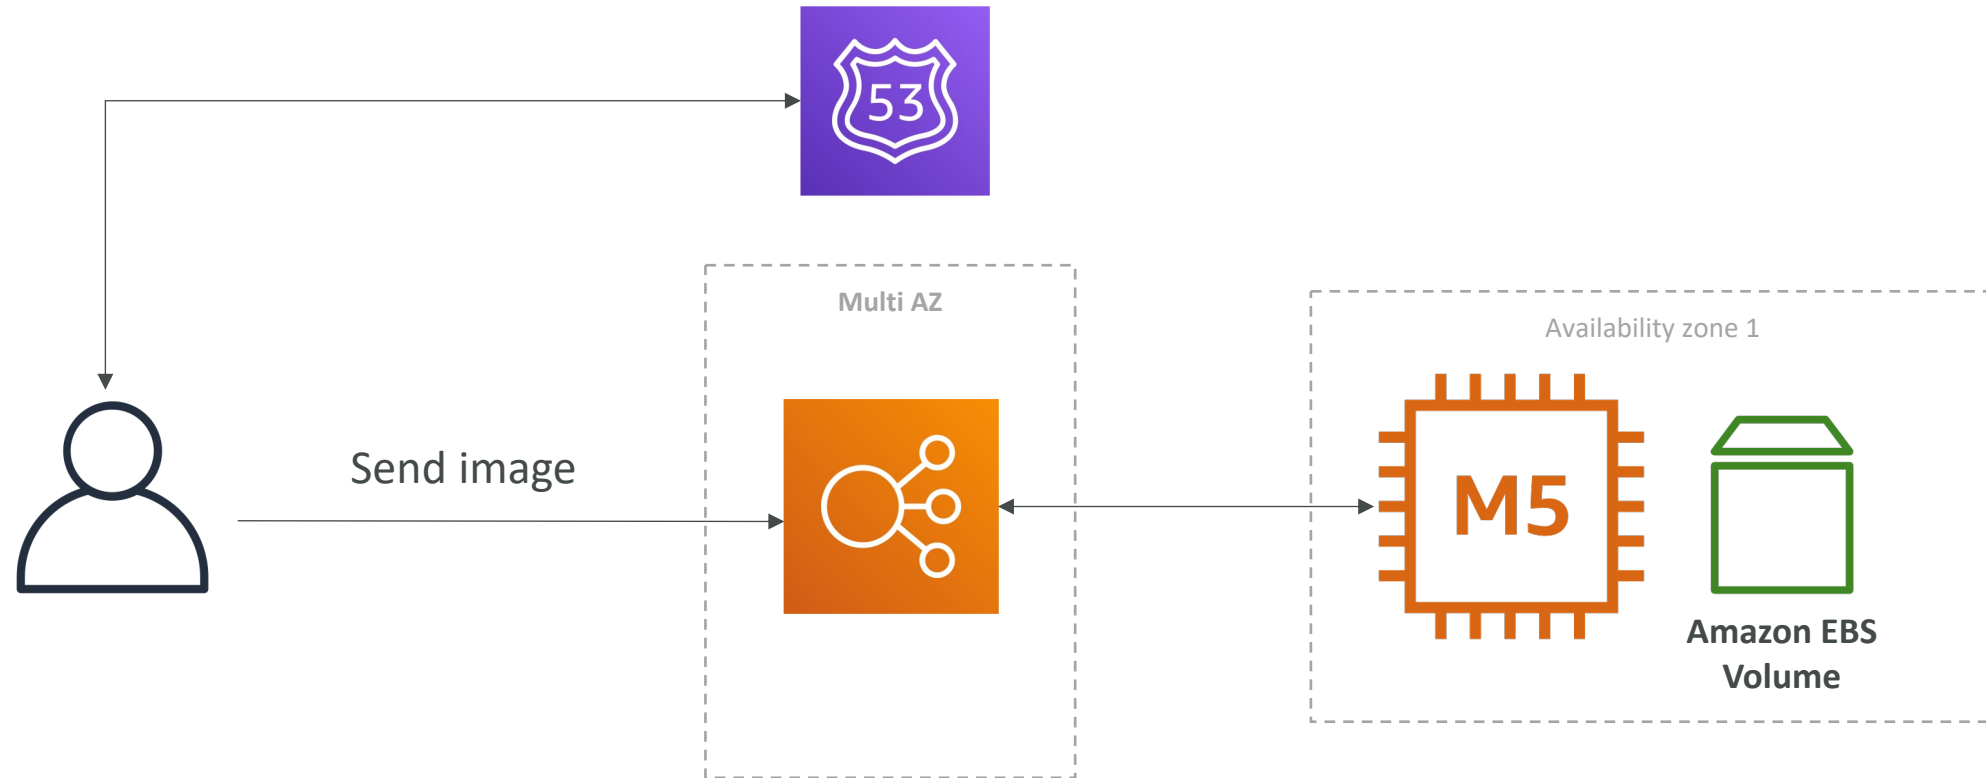 53
Multi AZ
Availability zone 1
Send image
M5
Amazon EBS
Volume